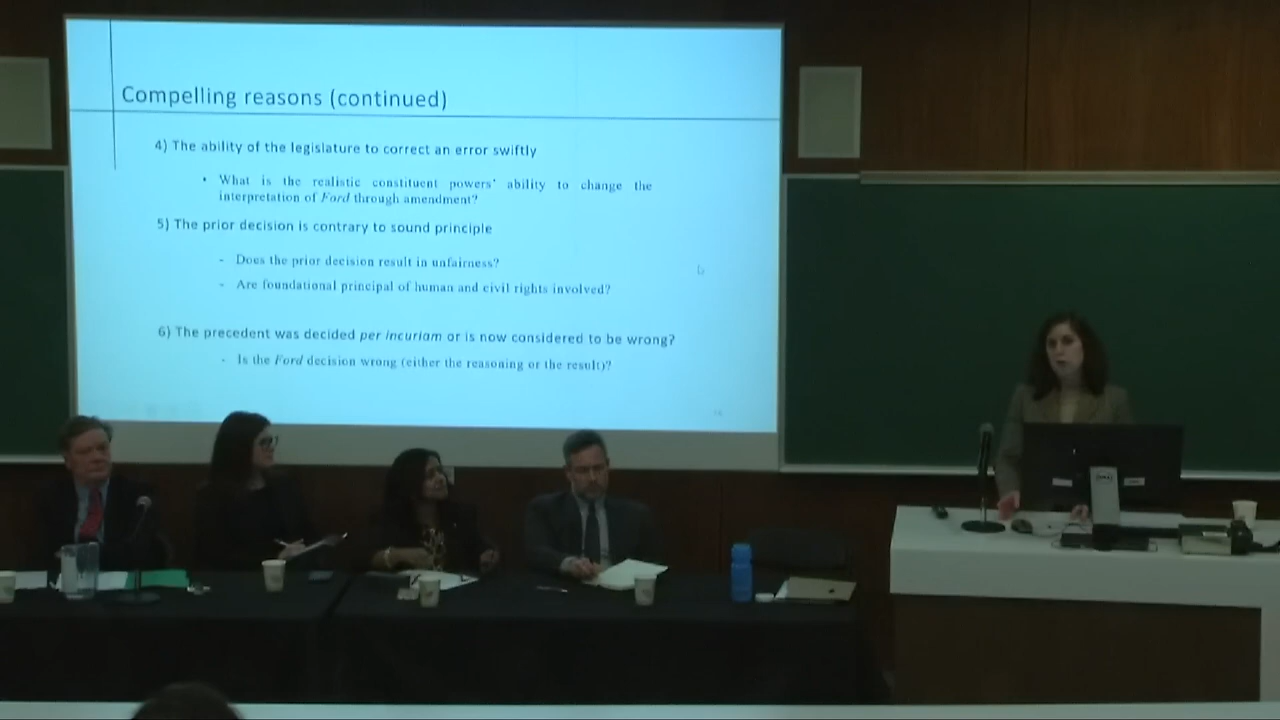 Compelling reasons (continued)
4) The ability of the legislature to correct an error swiftly
• What is the realistic constituent powers' ability to change the
interpretation of Ford through amendment?
5) The prior decision is contrary to sound principle
- Does the prior decision result in unfairness?
- Are foundational principal of human and civil rights involved?
6) The precedent was decided per incuriam or is now considered to be wrong?
- Is the Ford decision wrong (either the reasoning or the result)?